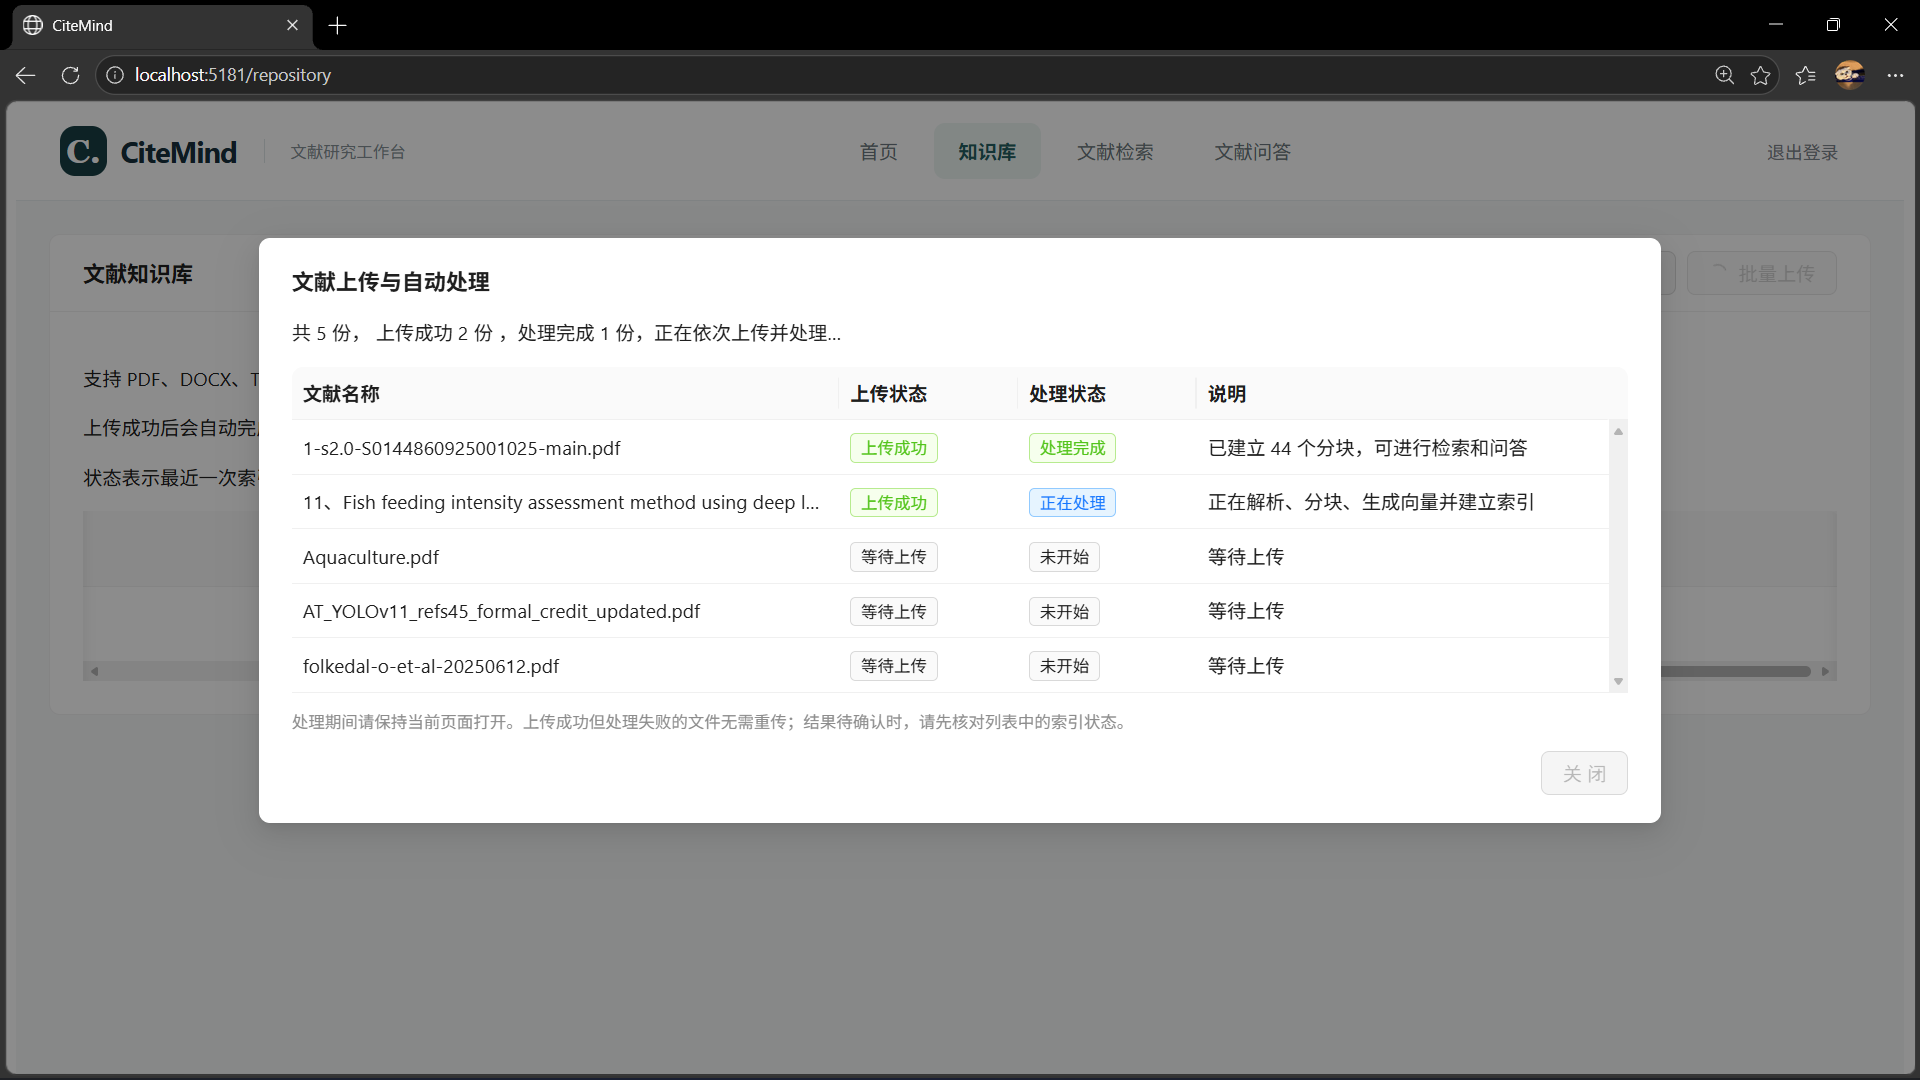 CiteMind
localhost:5181/repository
C. CiteMind 文献研究工作台 首页 知识库 文献检索 文献问答 退出登录
文献知识库 批量上传
支持 PDF、DOCX、T
上传成功后会自动完
状态表示最近一次索
文献上传与自动处理
共 5 份， 上传成功 2 份 ，处理完成 1 份，正在依次上传并处理...
文献名称 上传状态 处理状态 说明
1-s2.0-S0144860925001025-main.pdf 上传成功 处理完成 已建立 44 个分块，可进行检索和问答
11、Fish feeding intensity assessment method using deep l... 上传成功 正在处理 正在解析、分块、生成向量并建立索引
Aquaculture.pdf 等待上传 未开始 等待上传
AT_YOLOv11_refs45_formal_credit_updated.pdf 等待上传 未开始 等待上传
folkedal-o-et-al-20250612.pdf 等待上传 未开始 等待上传
处理期间请保持当前页面打开。上传成功但处理失败的文件无需重传；结果待确认时，请先核对列表中的索引状态。
关 闭